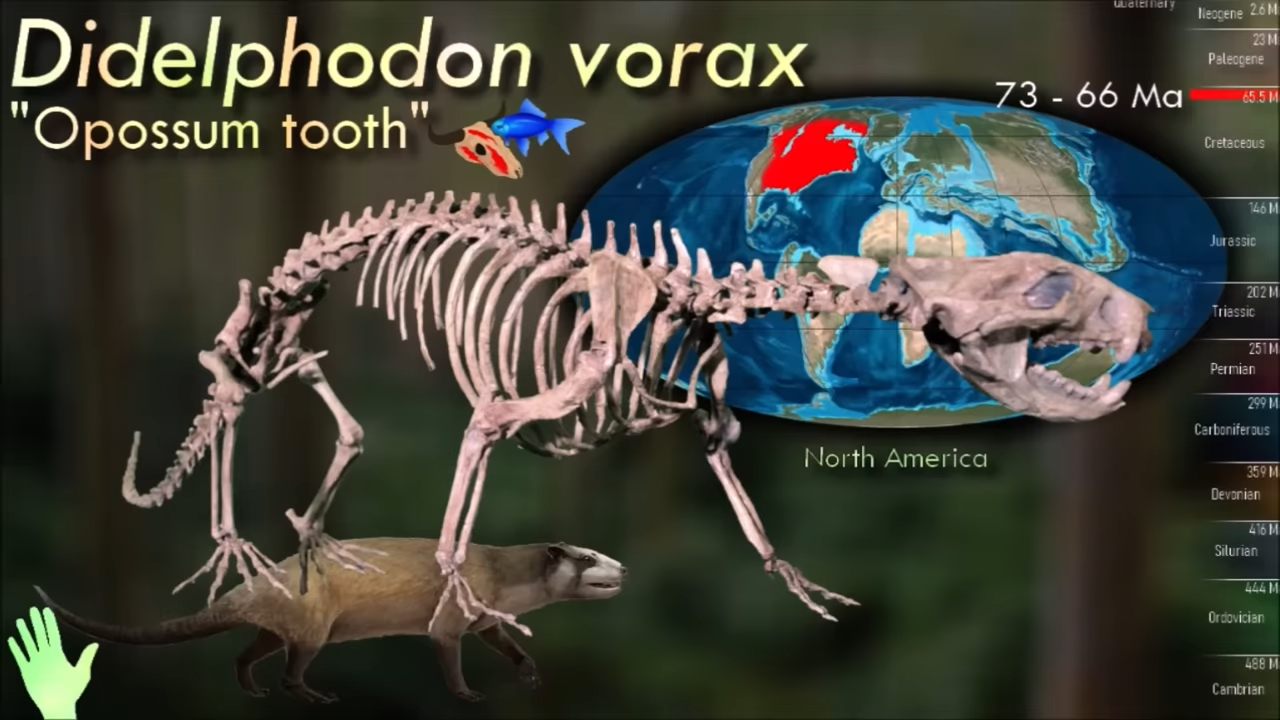 Didelphodon vorax
"Opossum tooth"
73 - 66 Ma
North America
Quaternary
2.6 M
Neogene
23 M
Paleogene
65.5 M
Cretaceous
146 M
Jurassic
202 M
Triassic
251 M
Permian
299 M
Carboniferous
359 M
Devonian
416 M
Silurian
444 M
Ordovician
488 M
Cambrian